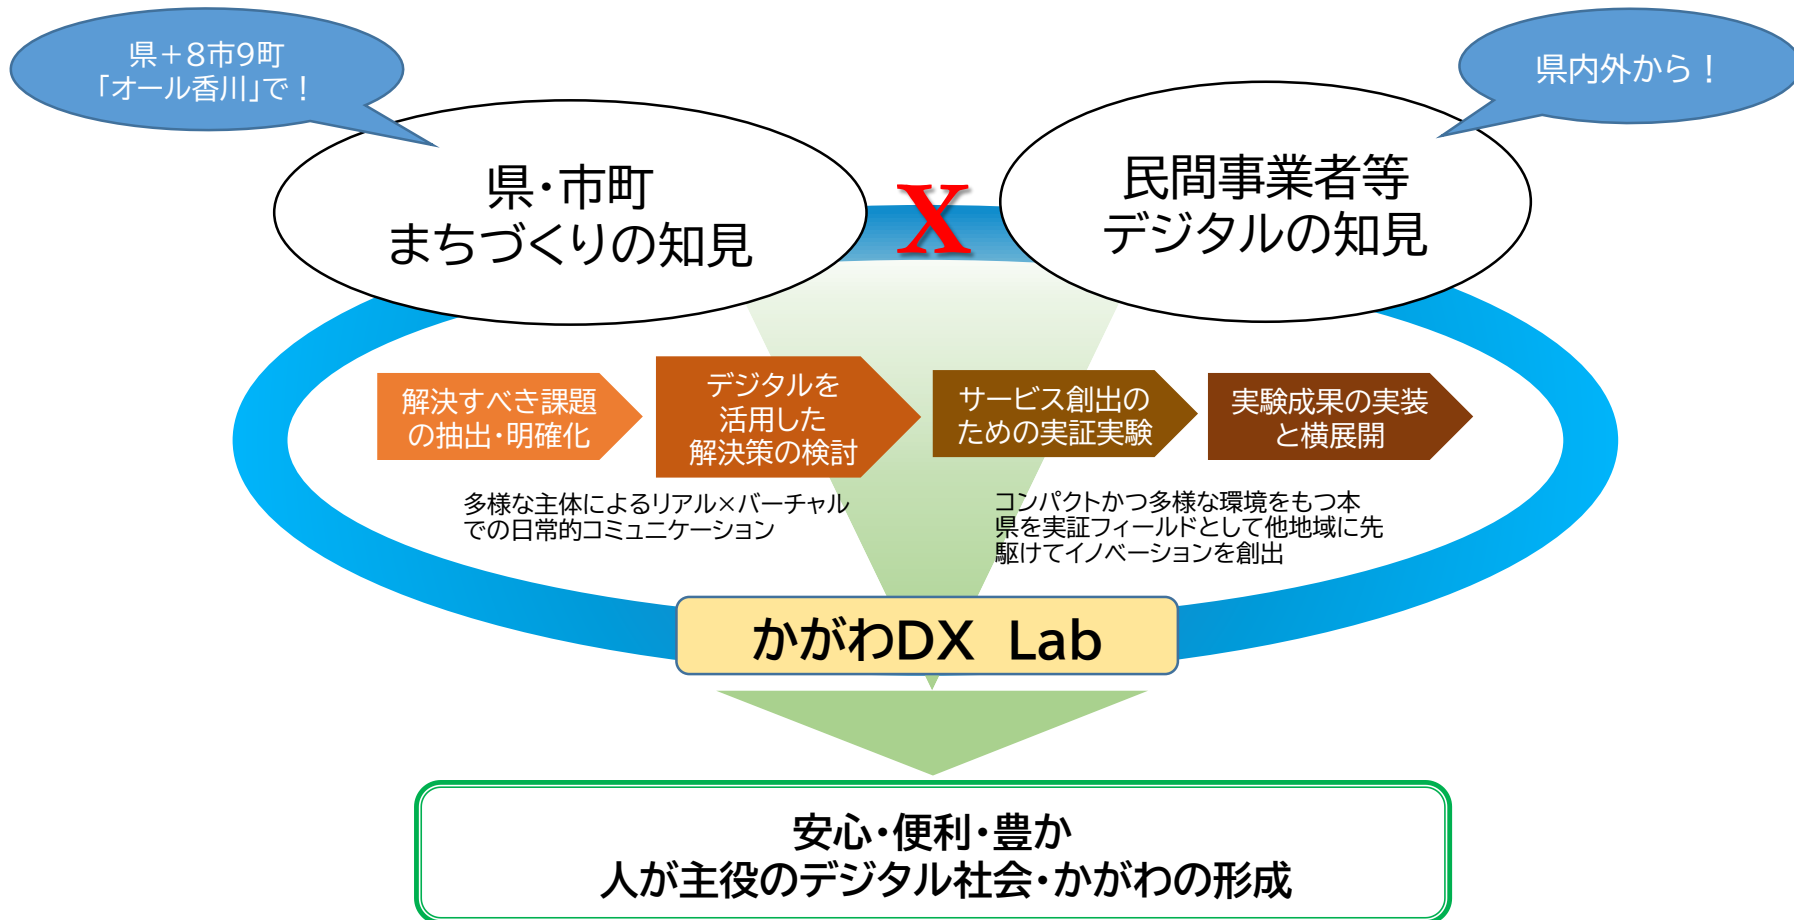 県＋８市９町
「オール香川」で！
県内外から！
県・市町
まちづくりの知見
X
民間事業者等
デジタルの知見
解決すべき課題
の抽出・明確化
デジタルを
活用した
解決策の検討
サービス創出の
ための実証実験
実験成果の実装
と横展開
多様な主体によるリアル×バーチャル
での日常的コミュニケーション
コンパクトかつ多様な環境をもつ本
県を実証フィールドとして他地域に先
駆けてイノベーションを創出
かがわDX　Lab
安心・便利・豊か
人が主役のデジタル社会・かがわの形成